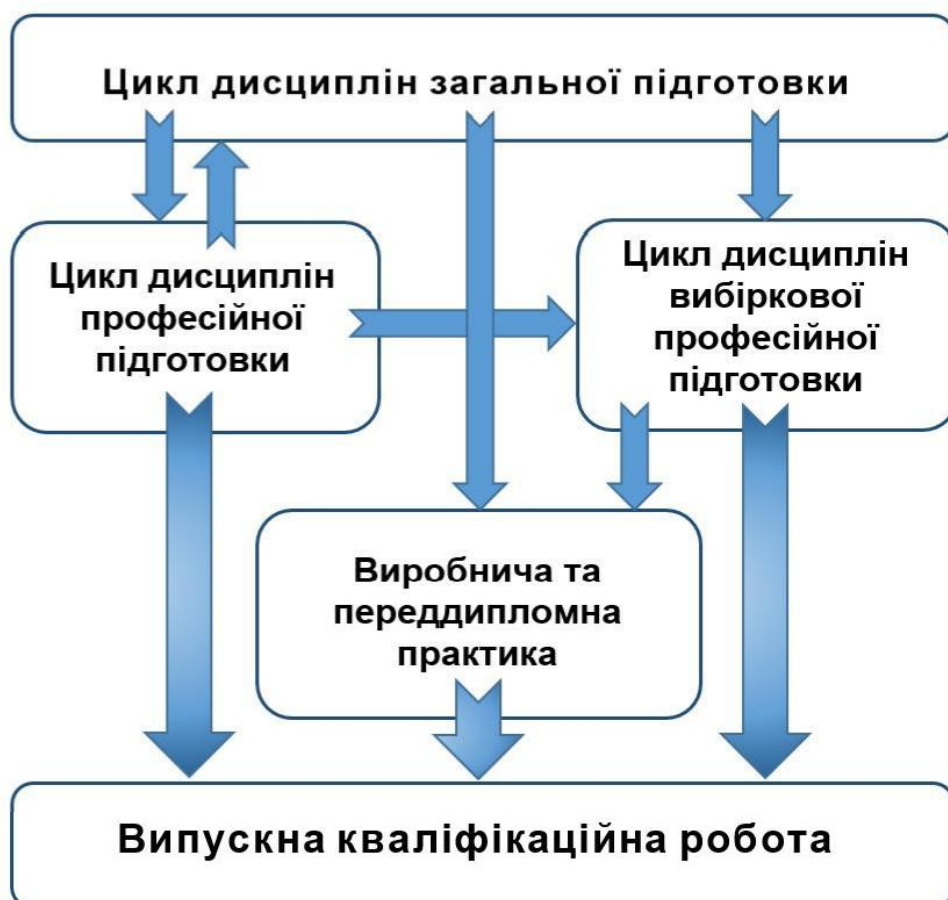 Цикл дисциплін загальної підготовки
Цикл дисциплін
професійної
підготовки
Цикл дисциплін
вибіркової
професійної
підготовки
Виробнича та
переддипломна
практика
Випускна кваліфікаційна робота